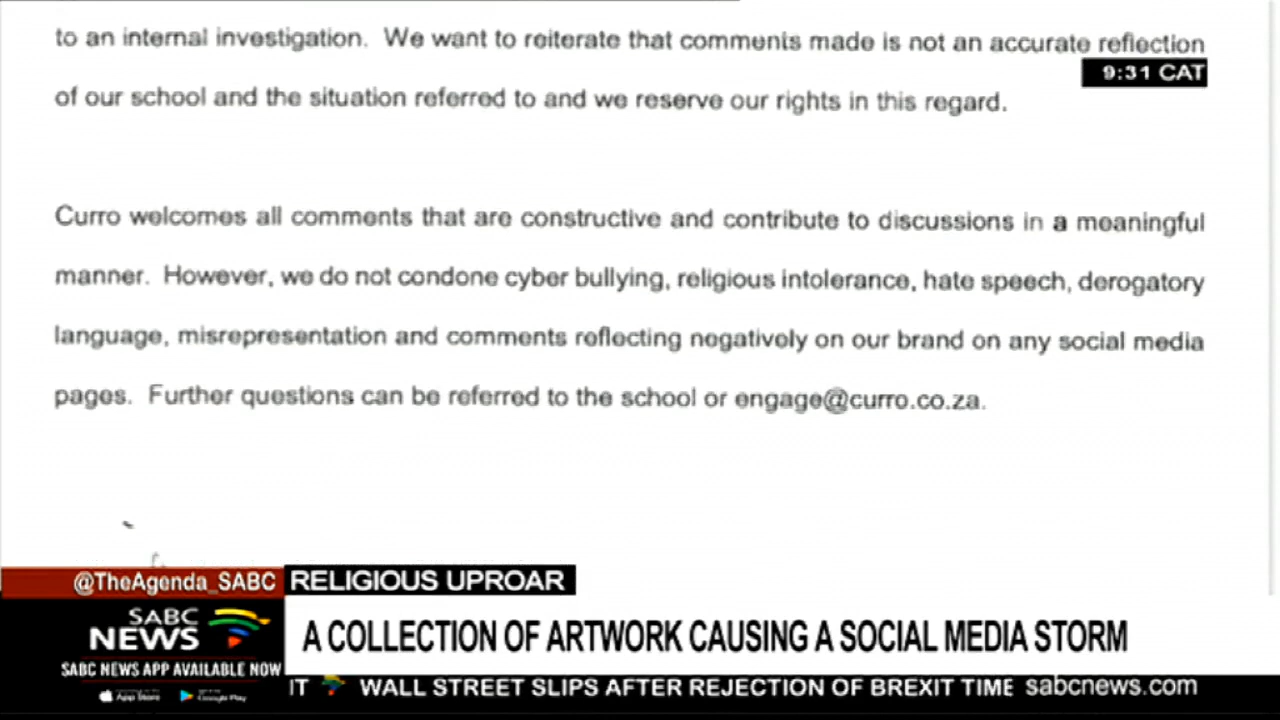 to an internal investigation. We want to reiterate that comments made is not an accurate reflection
9:31 CAT
of our school and the situation referred to and we reserve our rights in this regard.
Curro welcomes all comments that are constructive and contribute to discussions in a meaningful
manner. However, we do not condone cyber bullying, religious intolerance, hate speech, derogatory
language, misrepresentation and comments reflecting negatively on our brand on any social media
pages. Further questions can be referred to the school or engage@curro.co.za.
@TheAgenda_SABC RELIGIOUS UPROAR
SABC
NEWS
A COLLECTION OF ARTWORK CAUSING A SOCIAL MEDIA STORM
SABC NEWS APP AVAILABLE NOW
App Store Google Play
IT WALL STREET SLIPS AFTER REJECTION OF BREXIT TIME sabcnews.com